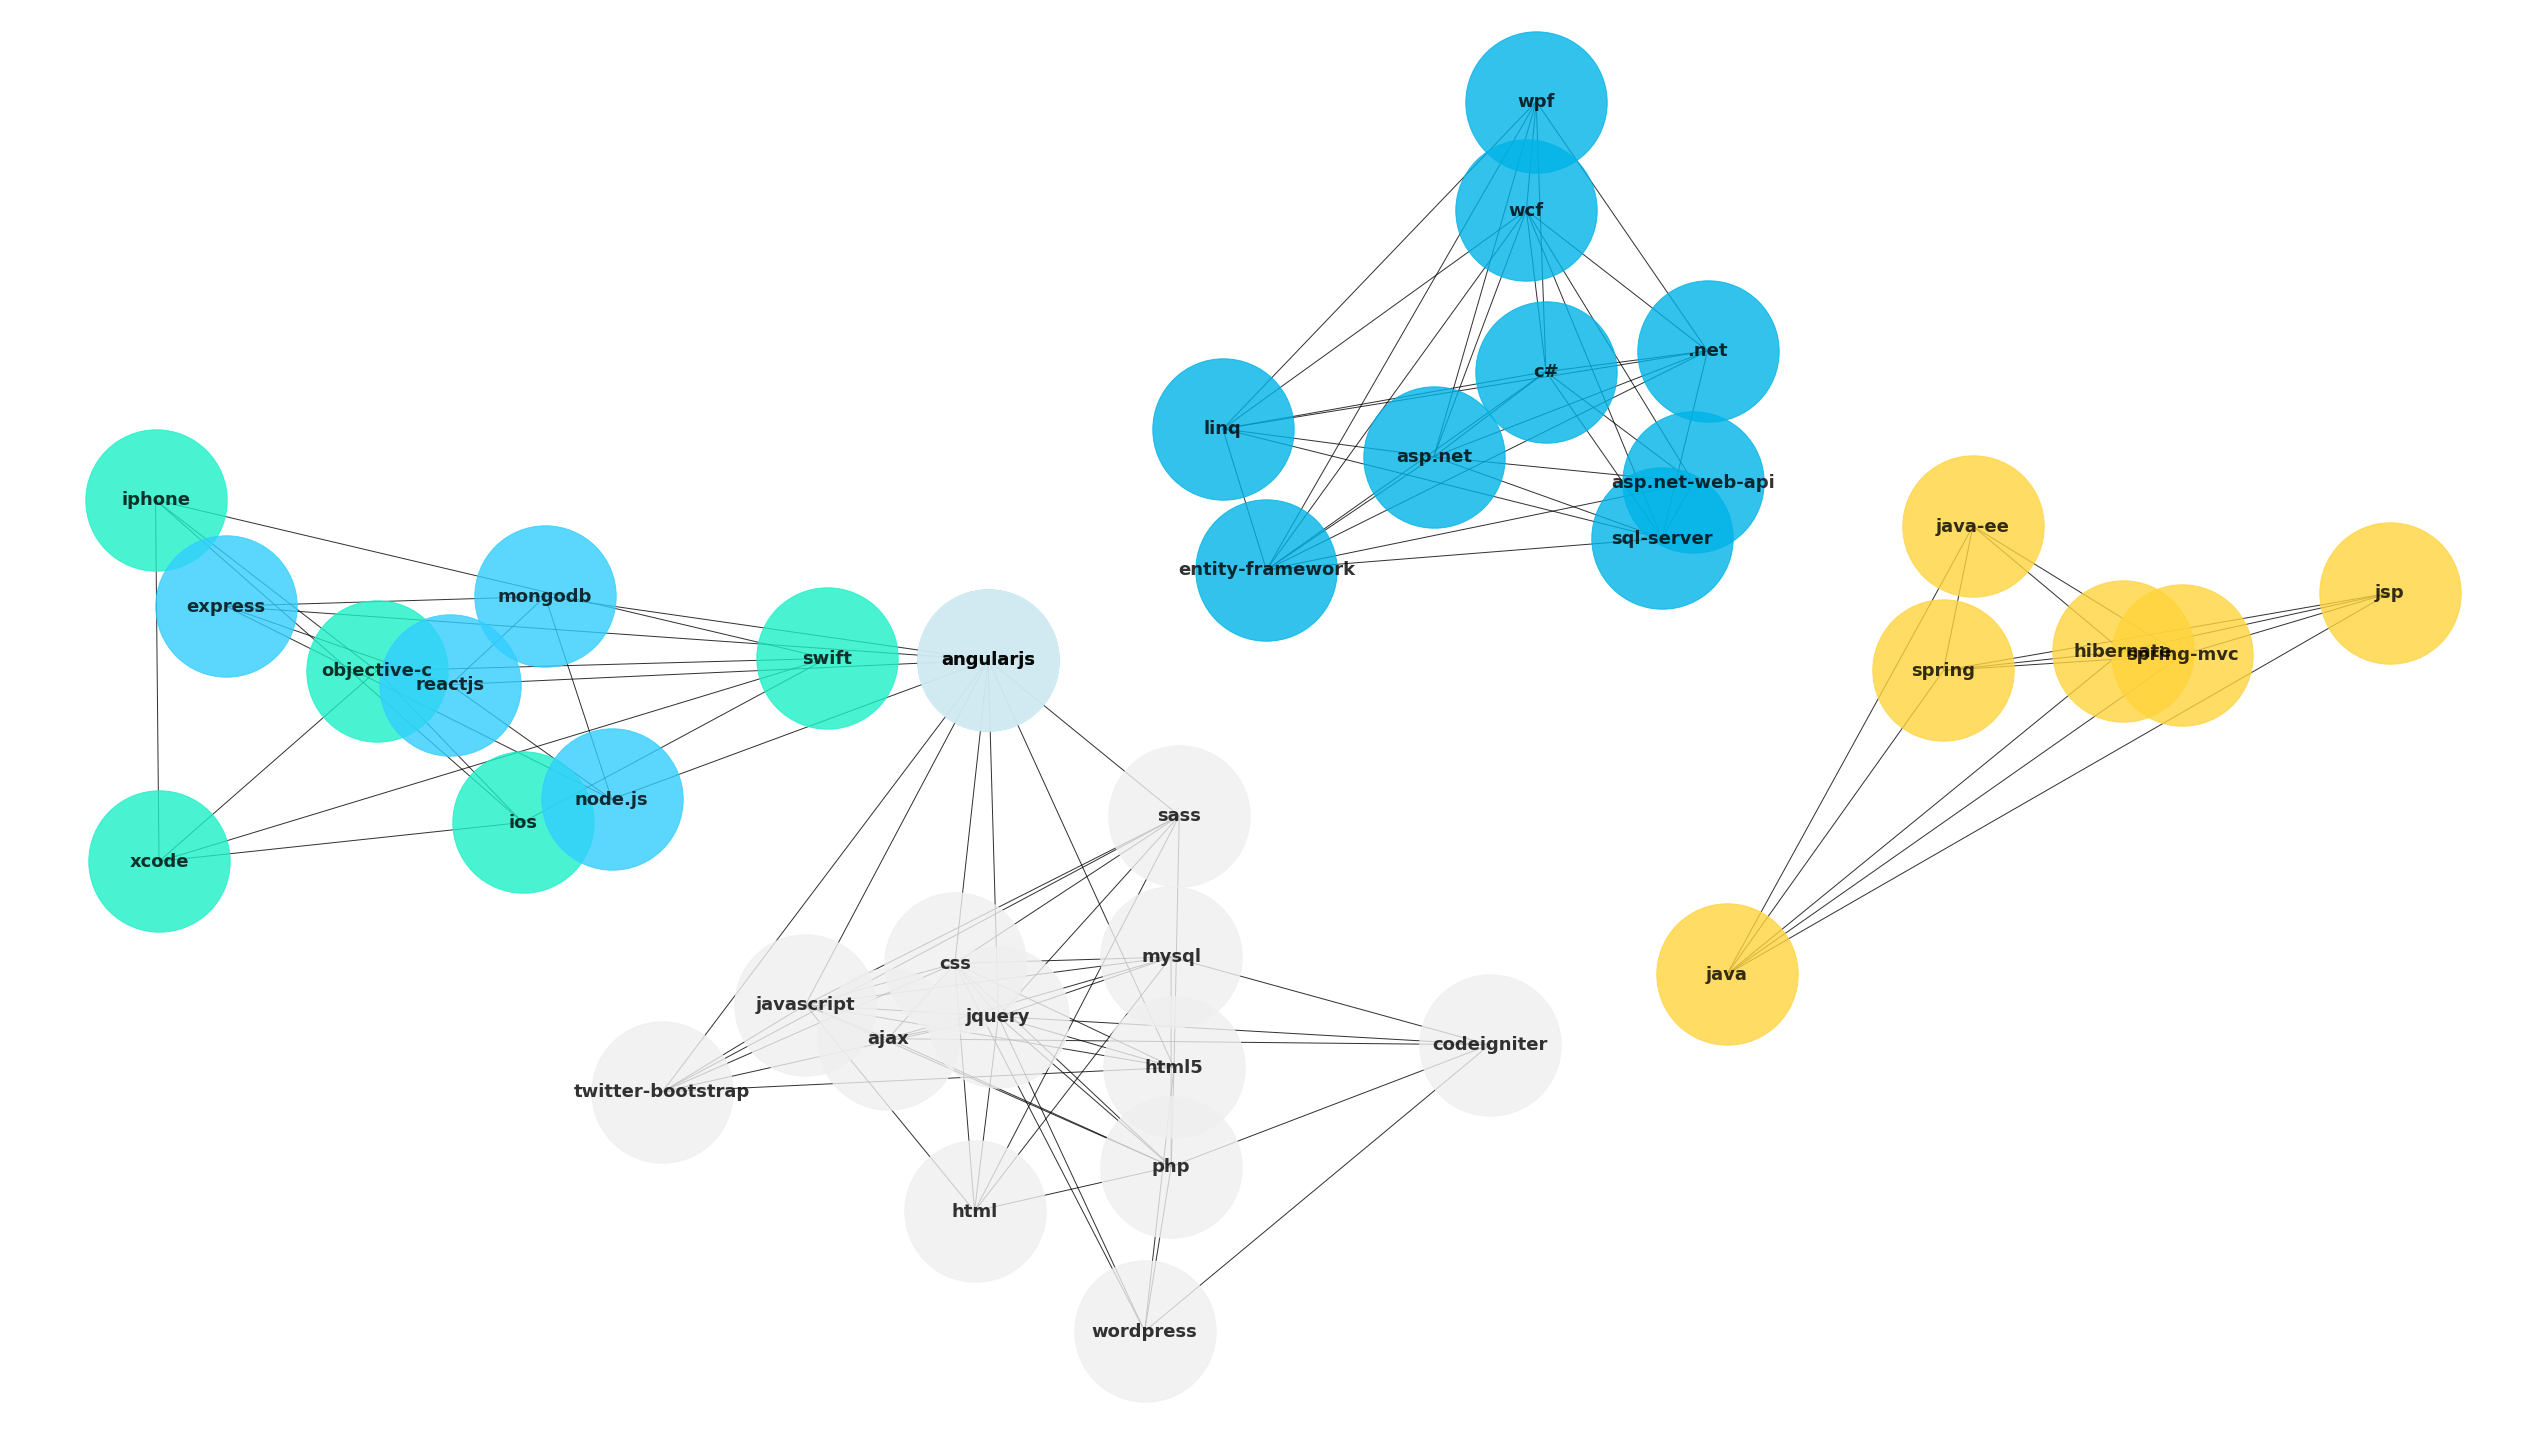 wpf
wcf
.net
c#
linq
asp.net
asp.net-web-api
sql-server
entity-framework
iphone
express
mongodb
objective-c
reactjs
swift
angularjs
node.js
ios
xcode
java-ee
jsp
hibernate
spring-mvc
spring
java
sass
mysql
css
javascript
jquery
ajax
codeigniter
html5
twitter-bootstrap
php
html
wordpress